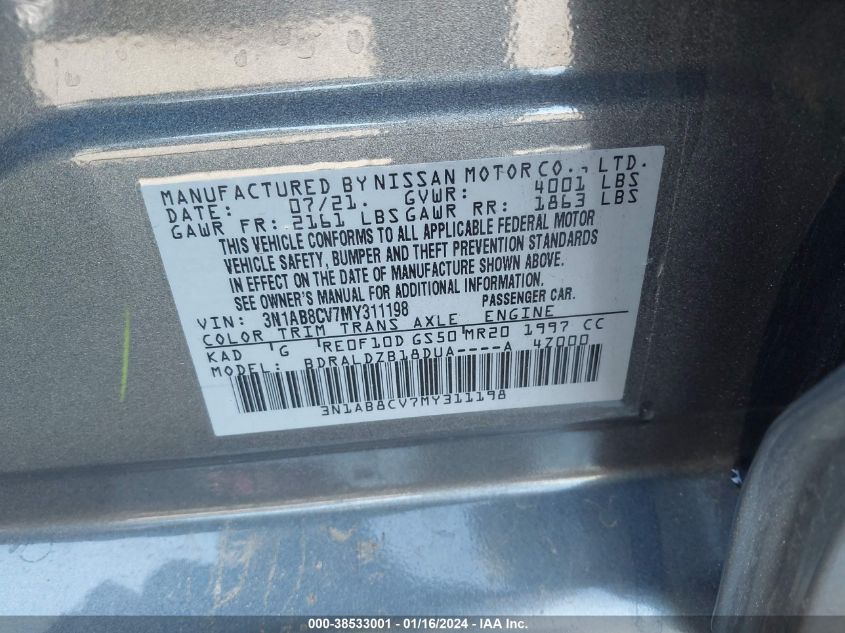 MANUFACTURED BY NISSAN MOTOR CO., LTD.
DATE: 07/21. GVWR: 4001 LBS
GAWR FR: 2161 LBS GAWR RR: 1863 LBS
THIS VEHICLE CONFORMS TO ALL APPLICABLE FEDERAL MOTOR
VEHICLE SAFETY, BUMPER AND THEFT PREVENTION STANDARDS
IN EFFECT ON THE DATE OF MANUFACTURE SHOWN ABOVE.
SEE OWNER'S MANUAL FOR ADDITIONAL INFORMATION.
VIN: 3N1AB8CV7MY311198 PASSENGER CAR.
COLOR TRIM TRANS AXLE ENGINE
KAD G RE0F10D GS50 MR20 1997 CC
MODEL: BDRALDZB18DUA----A 4Z000
3N1AB8CV7MY311198
000-38533001 - 01/16/2024 - IAA Inc.